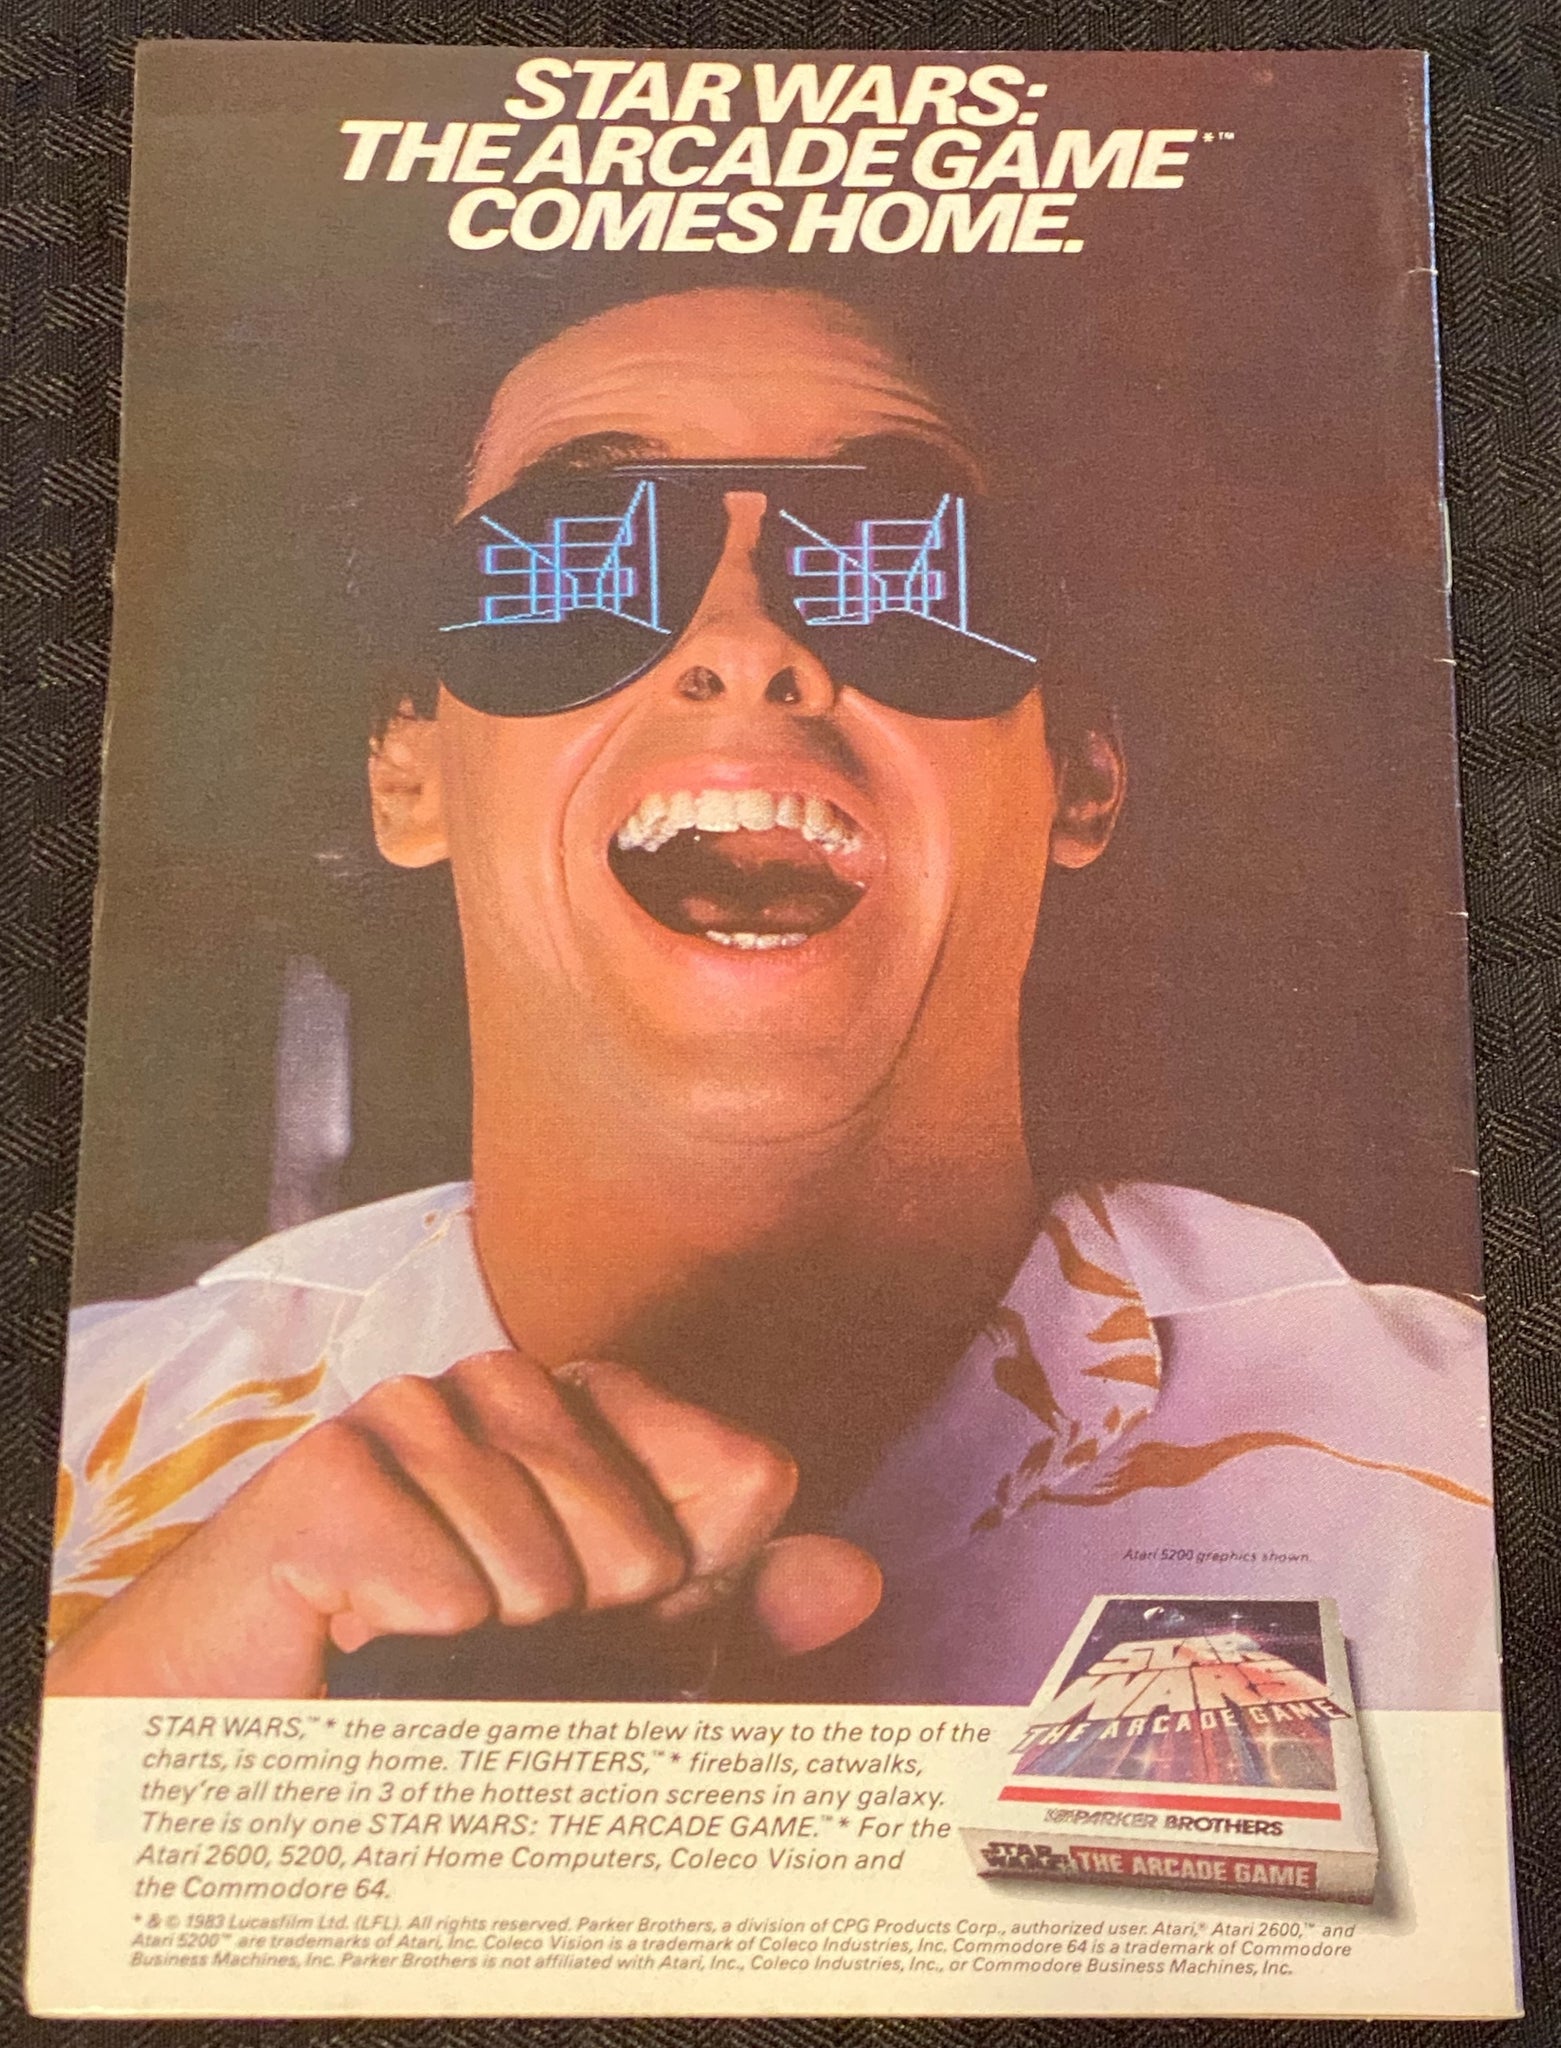 STAR WARS:
THE ARCADE GAME*™
COMES HOME.
Atari 5200 graphics shown.
STAR WARS
THE ARCADE GAME
PARKER BROTHERS
STAR WARS THE ARCADE GAME
STAR WARS,™* the arcade game that blew its way to the top of the
charts, is coming home. TIE FIGHTERS,™* fireballs, catwalks,
they're all there in 3 of the hottest action screens in any galaxy.
There is only one STAR WARS: THE ARCADE GAME.™* For the
Atari 2600, 5200, Atari Home Computers, Coleco Vision and
the Commodore 64.
* & © 1983 Lucasfilm Ltd. (LFL). All rights reserved. Parker Brothers, a division of CPG Products Corp., authorized user. Atari,® Atari 2600,™ and
Atari 5200™ are trademarks of Atari, Inc. Coleco Vision is a trademark of Coleco Industries, Inc. Commodore 64 is a trademark of Commodore
Business Machines, Inc. Parker Brothers is not affiliated with Atari, Inc., Coleco Industries, Inc., or Commodore Business Machines, Inc.